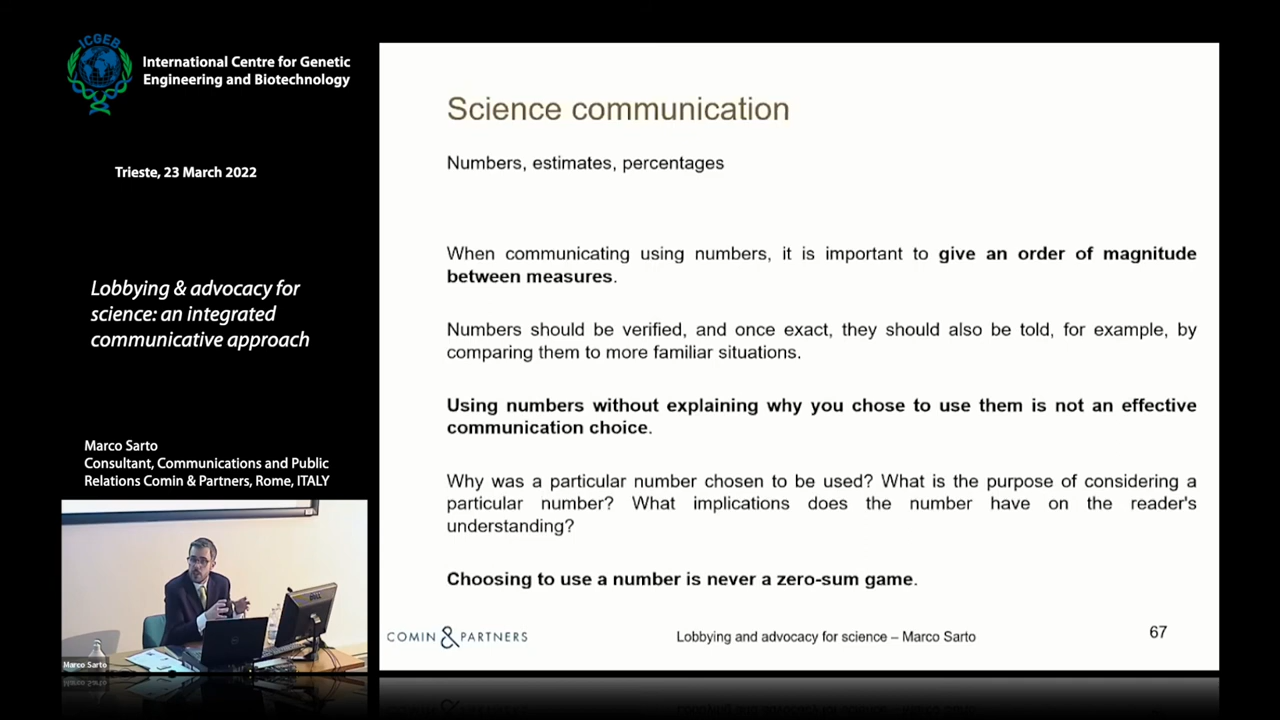 ICGEB
International Centre for Genetic
Engineering and Biotechnology
Trieste, 23 March 2022
Lobbying & advocacy for
science: an integrated
communicative approach
Marco Sarto
Consultant, Communications and Public
Relations Comin & Partners, Rome, ITALY
Marco Sarto
Science communication
Numbers, estimates, percentages
When communicating using numbers, it is important to give an order of magnitude
between measures.
Numbers should be verified, and once exact, they should also be told, for example, by
comparing them to more familiar situations.
Using numbers without explaining why you chose to use them is not an effective
communication choice.
Why was a particular number chosen to be used? What is the purpose of considering a
particular number? What implications does the number have on the reader's
understanding?
Choosing to use a number is never a zero-sum game.
COMIN & PARTNERS
Lobbying and advocacy for science – Marco Sarto
67